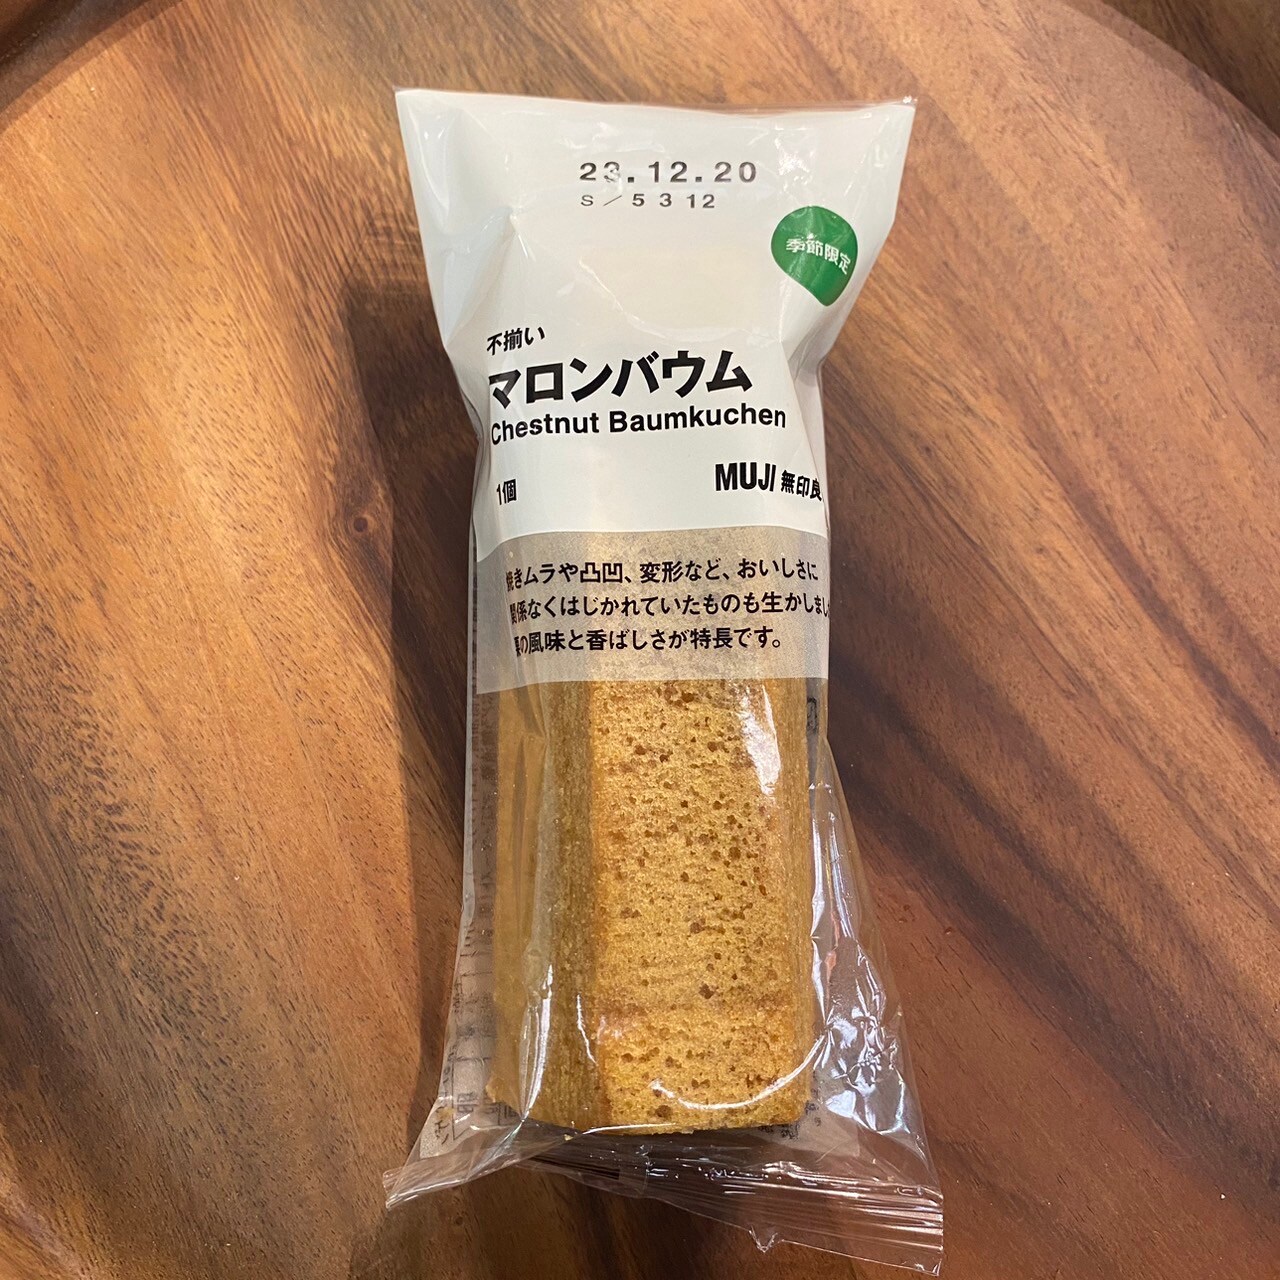 23.12.20
S/5312
季節限定
不揃い
マロンバウム
Chestnut Baumkuchen
1個
MUJI 無印良
焼きムラや凸凹、変形など、おいしさに
関係なくはじかれていたものも生かしまし
栗の風味と香ばしさが特長です。